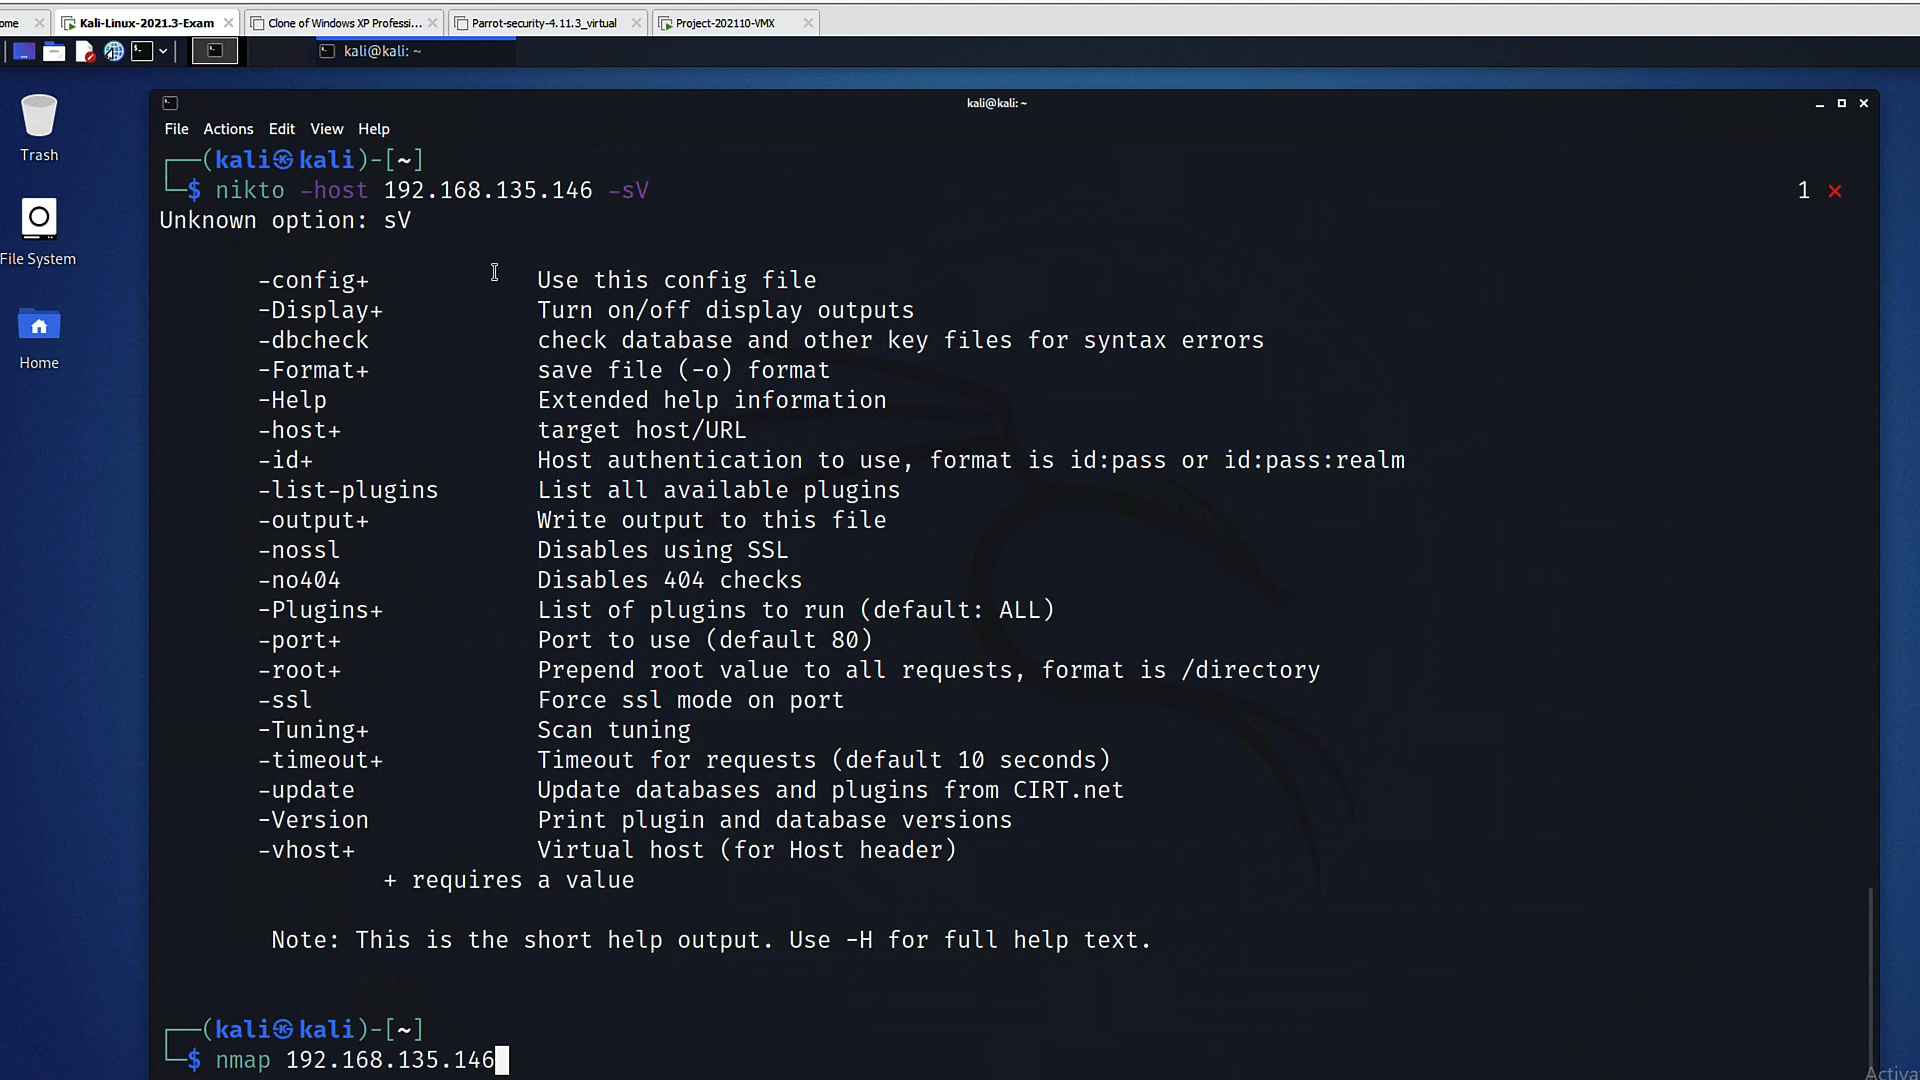 ome
Kali-Linux-2021.3-Exam
Clone of Windows XP Professi...
Parrot-security-4.11.3_virtual
Project-202110-VMX
kali@kali: ~
kali@kali: ~
File Actions Edit View Help
Trash
File System
Home
(kali㉿kali)-[~]
$ nikto -host 192.168.135.146 -sV
1 ✕
Unknown option: sV
-config+ Use this config file
-Display+ Turn on/off display outputs
-dbcheck check database and other key files for syntax errors
-Format+ save file (-o) format
-Help Extended help information
-host+ target host/URL
-id+ Host authentication to use, format is id:pass or id:pass:realm
-list-plugins List all available plugins
-output+ Write output to this file
-nossl Disables using SSL
-no404 Disables 404 checks
-Plugins+ List of plugins to run (default: ALL)
-port+ Port to use (default 80)
-root+ Prepend root value to all requests, format is /directory
-ssl Force ssl mode on port
-Tuning+ Scan tuning
-timeout+ Timeout for requests (default 10 seconds)
-update Update databases and plugins from CIRT.net
-Version Print plugin and database versions
-vhost+ Virtual host (for Host header)
+ requires a value
Note: This is the short help output. Use -H for full help text.
(kali㉿kali)-[~]
$ nmap 192.168.135.146
Activa